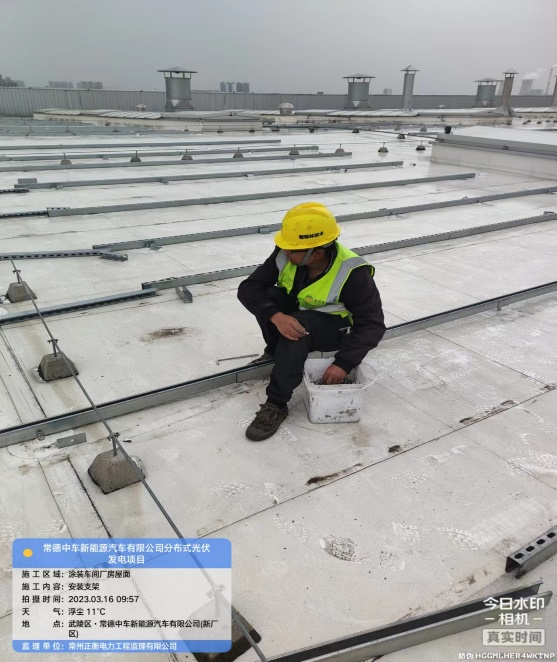 常德中车新能源汽车有限公司分布式光伏
发电项目
施工区域：涂装车间厂房屋面
施工内容：安装支架
拍摄时间：2023.03.16 09:57
天　　气：浮尘 11℃
地　　点：武陵区·常德中车新能源汽车有限公司(新厂
区)
监理单位：常州正衡电力工程监理有限公司
今日水印
相机
真实时间
防伪 HGGMLHER4WKTNP